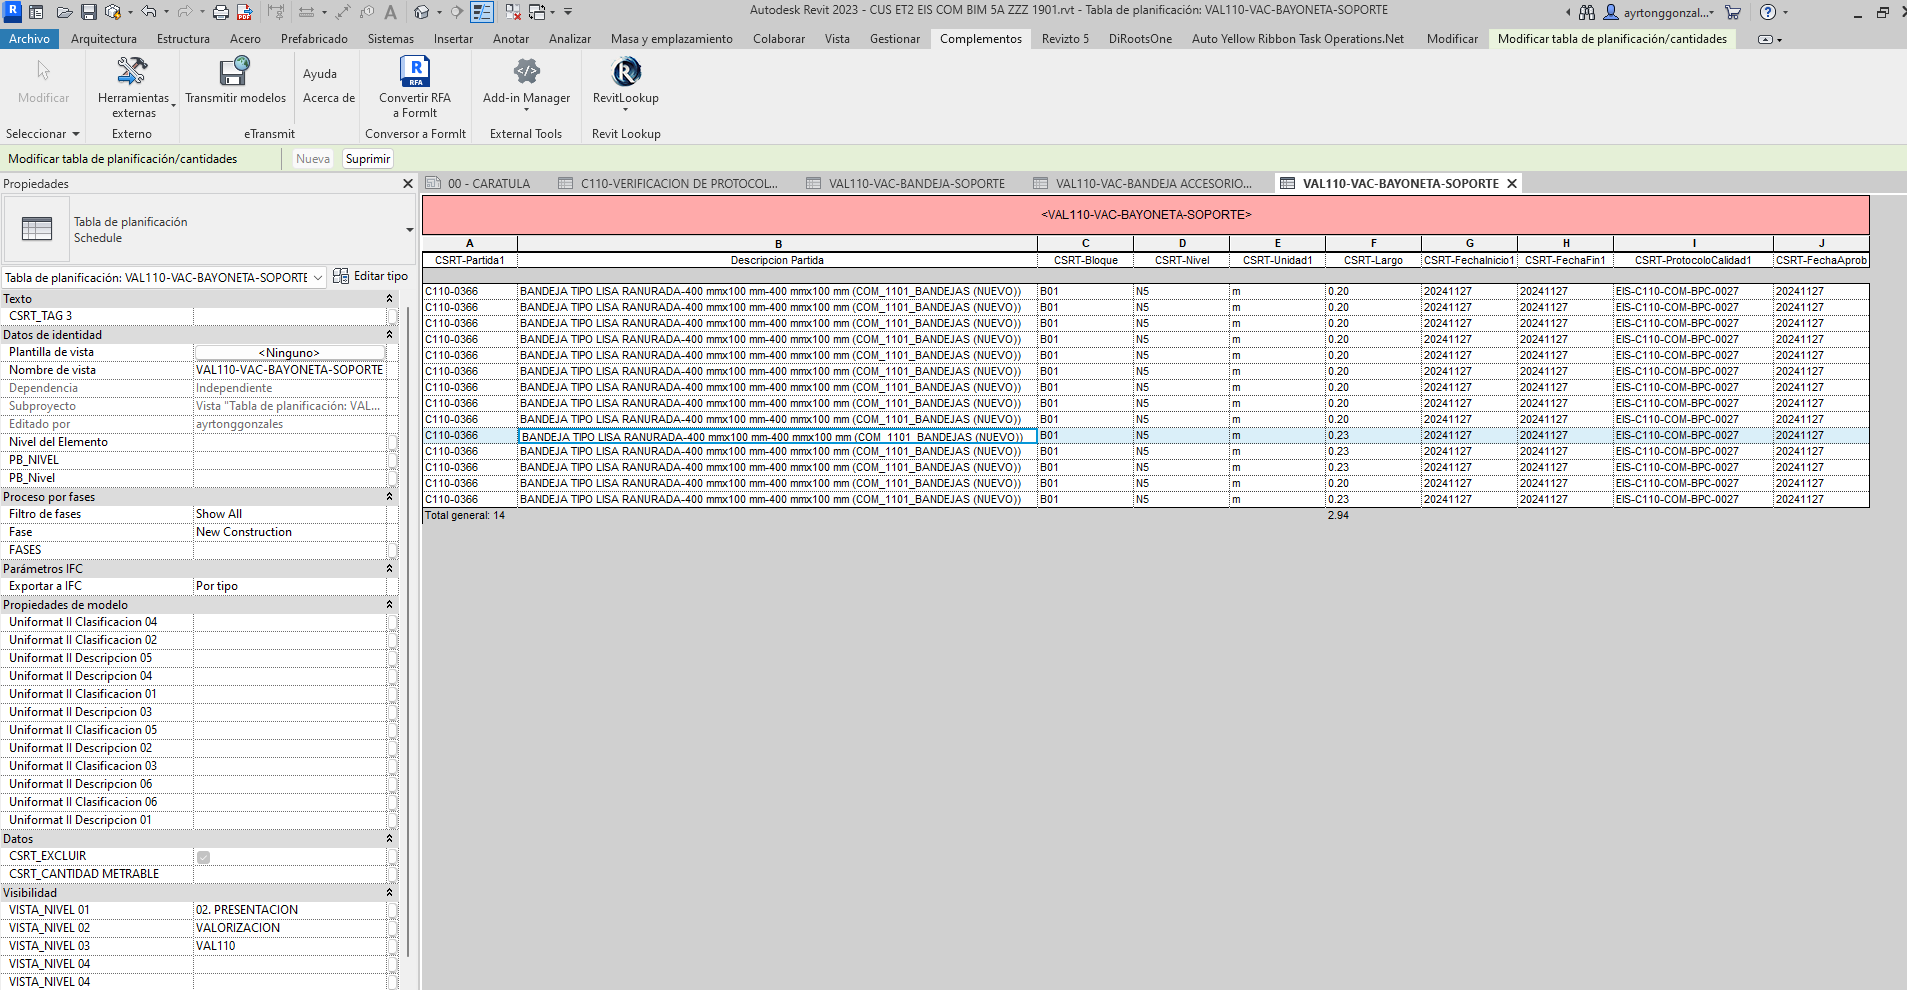 Autodesk Revit 2023 - CUS ET2 EIS COM BIM 5A ZZZ 1901.rvt - Tabla de planificación: VAL110-VAC-BAYONETA-SOPORTE
ayrtonggonzal...
Archivo Arquitectura Estructura Acero Prefabricado Sistemas Insertar Anotar Analizar Masa y emplazamiento Colaborar Vista Gestionar Complementos Revizto 5 DiRootsOne Auto Yellow Ribbon Task Operations.Net Modificar Modificar tabla de planificación/cantidades
Modificar
Herramientas externas
Transmitir modelos
Ayuda
Acerca de
Convertir RFA a FormIt
Add-in Manager
RevitLookup
Seleccionar Externo eTransmit Conversor a FormIt External Tools Revit Lookup
Modificar tabla de planificación/cantidades Nueva Suprimir
Propiedades
Tabla de planificación
Schedule
Tabla de planificación: VAL110-VAC-BAYONETA-SOPORTE Editar tipo
Texto
CSRT_TAG 3
Datos de identidad
Plantilla de vista <Ninguno>
Nombre de vista VAL110-VAC-BAYONETA-SOPORTE
Dependencia Independiente
Subproyecto Vista "Tabla de planificación: VAL...
Editado por ayrtonggonzales
Nivel del Elemento
PB_NIVEL
PB_Nivel
Proceso por fases
Filtro de fases Show All
Fase New Construction
FASES
Parámetros IFC
Exportar a IFC Por tipo
Propiedades de modelo
Uniformat II Clasificacion 04
Uniformat II Clasificacion 02
Uniformat II Descripcion 05
Uniformat II Descripcion 04
Uniformat II Clasificacion 01
Uniformat II Descripcion 03
Uniformat II Clasificacion 05
Uniformat II Descripcion 02
Uniformat II Clasificacion 03
Uniformat II Descripcion 06
Uniformat II Clasificacion 06
Uniformat II Descripcion 01
Datos
CSRT_EXCLUIR
CSRT_CANTIDAD METRABLE
Visibilidad
VISTA_NIVEL 01 02. PRESENTACION
VISTA_NIVEL 02 VALORIZACION
VISTA_NIVEL 03 VAL110
VISTA_NIVEL 04
VISTA_NIVEL 04
00 - CARATULA C110-VERIFICACION DE PROTOCOL... VAL110-VAC-BANDEJA-SOPORTE VAL110-VAC-BANDEJA ACCESORIO... VAL110-VAC-BAYONETA-SOPORTE
<VAL110-VAC-BAYONETA-SOPORTE>
A B C D E F G H I J
CSRT-Partida1 Descripcion Partida CSRT-Bloque CSRT-Nivel CSRT-Unidad1 CSRT-Largo CSRT-FechaInicio1 CSRT-FechaFin1 CSRT-ProtocoloCalidad1 CSRT-FechaAprob
C110-0366 BANDEJA TIPO LISA RANURADA-400 mmx100 mm-400 mmx100 mm (COM_1101_BANDEJAS (NUEVO)) B01 N5 m 0.20 20241127 20241127 EIS-C110-COM-BPC-0027 20241127
C110-0366 BANDEJA TIPO LISA RANURADA-400 mmx100 mm-400 mmx100 mm (COM_1101_BANDEJAS (NUEVO)) B01 N5 m 0.20 20241127 20241127 EIS-C110-COM-BPC-0027 20241127
C110-0366 BANDEJA TIPO LISA RANURADA-400 mmx100 mm-400 mmx100 mm (COM_1101_BANDEJAS (NUEVO)) B01 N5 m 0.20 20241127 20241127 EIS-C110-COM-BPC-0027 20241127
C110-0366 BANDEJA TIPO LISA RANURADA-400 mmx100 mm-400 mmx100 mm (COM_1101_BANDEJAS (NUEVO)) B01 N5 m 0.20 20241127 20241127 EIS-C110-COM-BPC-0027 20241127
C110-0366 BANDEJA TIPO LISA RANURADA-400 mmx100 mm-400 mmx100 mm (COM_1101_BANDEJAS (NUEVO)) B01 N5 m 0.20 20241127 20241127 EIS-C110-COM-BPC-0027 20241127
C110-0366 BANDEJA TIPO LISA RANURADA-400 mmx100 mm-400 mmx100 mm (COM_1101_BANDEJAS (NUEVO)) B01 N5 m 0.20 20241127 20241127 EIS-C110-COM-BPC-0027 20241127
C110-0366 BANDEJA TIPO LISA RANURADA-400 mmx100 mm-400 mmx100 mm (COM_1101_BANDEJAS (NUEVO)) B01 N5 m 0.20 20241127 20241127 EIS-C110-COM-BPC-0027 20241127
C110-0366 BANDEJA TIPO LISA RANURADA-400 mmx100 mm-400 mmx100 mm (COM_1101_BANDEJAS (NUEVO)) B01 N5 m 0.20 20241127 20241127 EIS-C110-COM-BPC-0027 20241127
C110-0366 BANDEJA TIPO LISA RANURADA-400 mmx100 mm-400 mmx100 mm (COM_1101_BANDEJAS (NUEVO)) B01 N5 m 0.20 20241127 20241127 EIS-C110-COM-BPC-0027 20241127
C110-0366 BANDEJA TIPO LISA RANURADA-400 mmx100 mm-400 mmx100 mm (COM_1101_BANDEJAS (NUEVO)) B01 N5 m 0.23 20241127 20241127 EIS-C110-COM-BPC-0027 20241127
C110-0366 BANDEJA TIPO LISA RANURADA-400 mmx100 mm-400 mmx100 mm (COM_1101_BANDEJAS (NUEVO)) B01 N5 m 0.23 20241127 20241127 EIS-C110-COM-BPC-0027 20241127
C110-0366 BANDEJA TIPO LISA RANURADA-400 mmx100 mm-400 mmx100 mm (COM_1101_BANDEJAS (NUEVO)) B01 N5 m 0.23 20241127 20241127 EIS-C110-COM-BPC-0027 20241127
C110-0366 BANDEJA TIPO LISA RANURADA-400 mmx100 mm-400 mmx100 mm (COM_1101_BANDEJAS (NUEVO)) B01 N5 m 0.20 20241127 20241127 EIS-C110-COM-BPC-0027 20241127
C110-0366 BANDEJA TIPO LISA RANURADA-400 mmx100 mm-400 mmx100 mm (COM_1101_BANDEJAS (NUEVO)) B01 N5 m 0.23 20241127 20241127 EIS-C110-COM-BPC-0027 20241127
Total general: 14 2.94